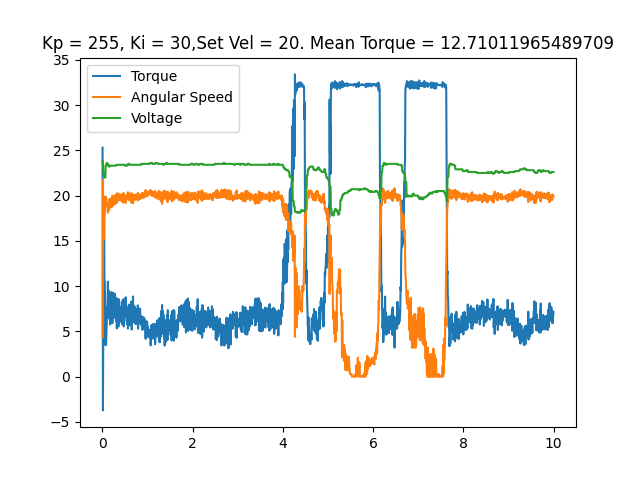 Kp = 255, Ki = 30,Set Vel = 20. Mean Torque = 12.71011965489709
35
30
25
20
15
10
5
0
−5
Torque
Angular Speed
Voltage
0 2 4 6 8 10